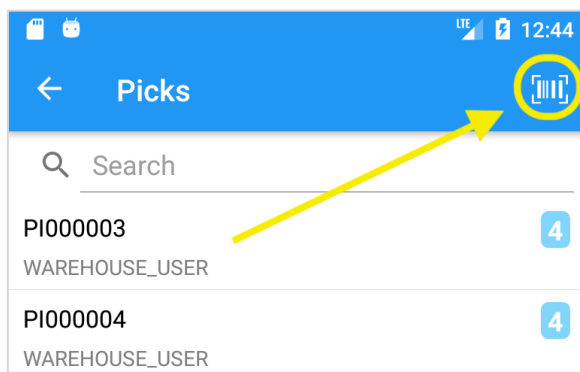 LTE 12:44
Picks
Search
PI000003 4
WAREHOUSE_USER
PI000004 4
WAREHOUSE_USER